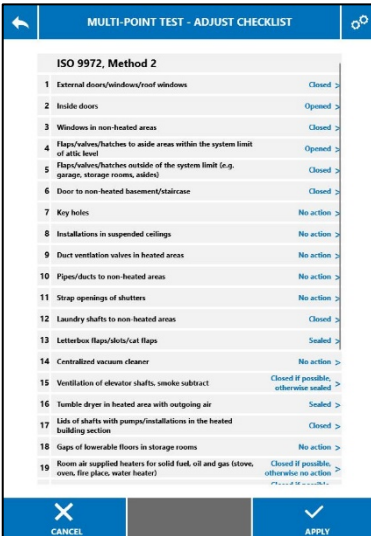 MULTI-POINT TEST - ADJUST CHECKLIST
ISO 9972, Method 2
1 External doors/windows/roof windows Closed >
2 Inside doors Opened >
3 Windows in non-heated areas Closed >
4 Flaps/valves/hatches to aside areas within the system limit
of attic level Opened >
5 Flaps/valves/hatches outside of the system limit (e.g.
garage, storage rooms, asides) Closed >
6 Door to non-heated basement/staircase Closed >
7 Key holes No action >
8 Installations in suspended ceilings No action >
9 Duct ventilation valves in heated areas No action >
10 Pipes/ducts to non-heated areas No action >
11 Strap openings of shutters No action >
12 Laundry shafts to non-heated areas Closed >
13 Letterbox flaps/slots/cat flaps Sealed >
14 Centralized vacuum cleaner No action >
15 Ventilation of elevator shafts, smoke subtract Closed if possible,
otherwise sealed >
16 Tumble dryer in heated area with outgoing air Sealed >
17 Lids of shafts with pumps/installations in the heated
building section Closed >
18 Gaps of lowerable floors in storage rooms No action >
19 Room air supplied heaters for solid fuel, oil and gas (stove, Closed if possible,
oven, fire place, water heater) otherwise no action >
Closed if possible,
CANCEL APPLY